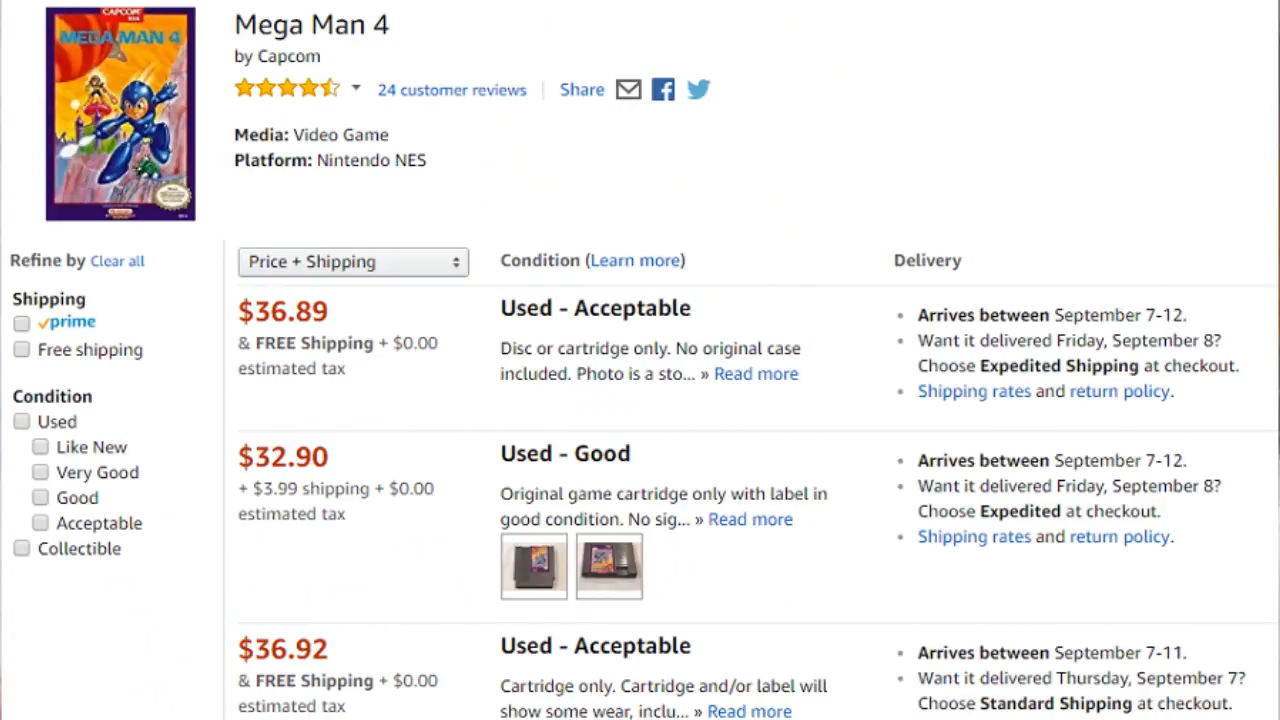 CAPCOM
MEGA MAN 4
Mega Man 4
by Capcom
24 customer reviews
Share
Media: Video Game
Platform: Nintendo NES
Refine by Clear all
Shipping
prime
Free shipping
Condition
Used
Like New
Very Good
Good
Acceptable
Collectible
Price + Shipping
Condition (Learn more)
Delivery
$36.89
& FREE Shipping + $0.00
estimated tax
Used - Acceptable
Disc or cartridge only. No original case
included. Photo is a sto... » Read more
Arrives between September 7-12.
Want it delivered Friday, September 8?
Choose Expedited Shipping at checkout.
Shipping rates and return policy.
$32.90
+ $3.99 shipping + $0.00
estimated tax
Used - Good
Original game cartridge only with label in
good condition. No sig... » Read more
Arrives between September 7-12.
Want it delivered Friday, September 8?
Choose Expedited at checkout.
Shipping rates and return policy.
$36.92
& FREE Shipping + $0.00
estimated tax
Used - Acceptable
Cartridge only. Cartridge and/or label will
show some wear, inclu... » Read more
Arrives between September 7-11.
Want it delivered Thursday, September 7?
Choose Standard Shipping at checkout.